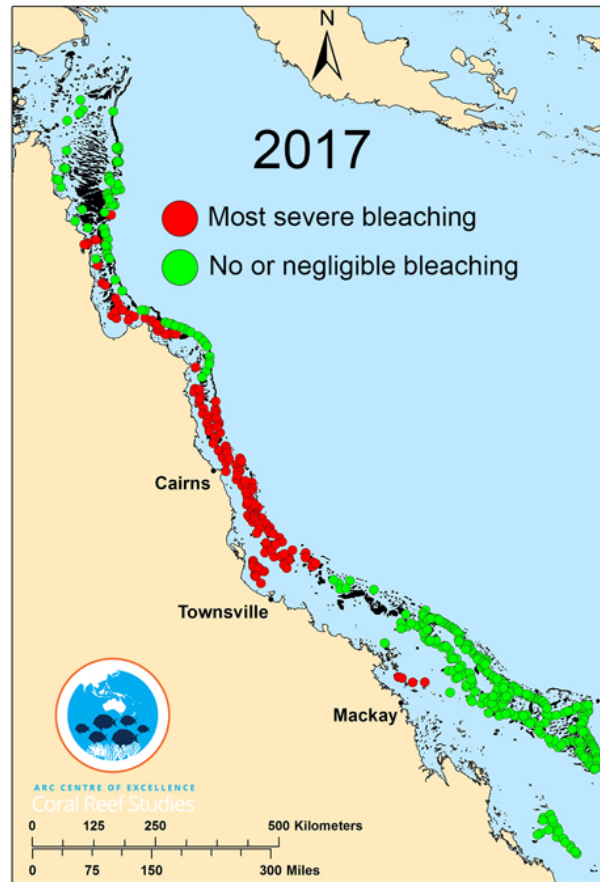 N
2017
Most severe bleaching
No or negligible bleaching
Cairns
Townsville
Mackay
ARC CENTRE OF EXCELLENCE
Coral Reef Studies
0 125 250 500 Kilometers
0 75 150 300 Miles